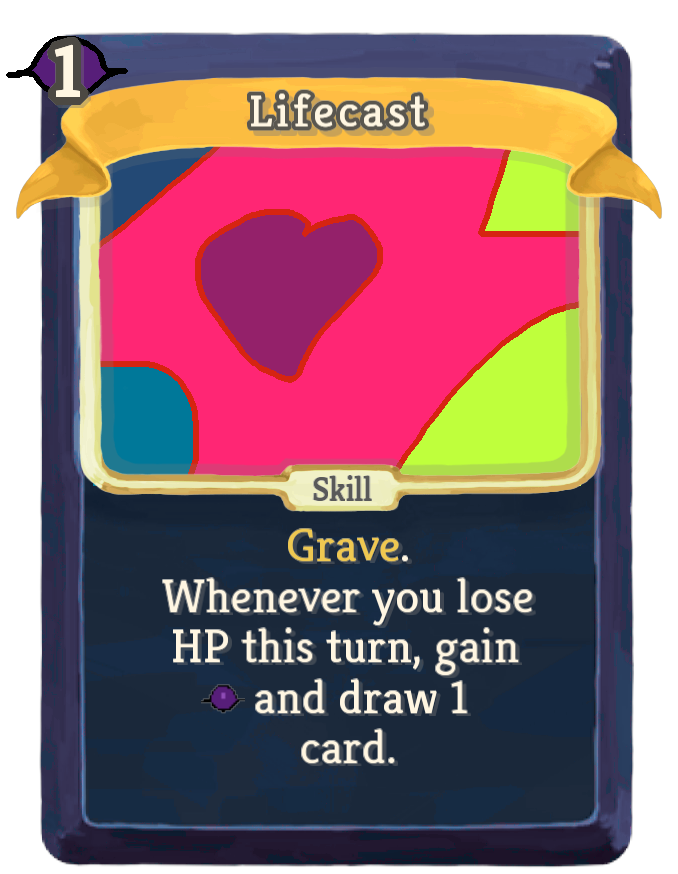 1
Lifecast
Skill
Grave.
Whenever you lose
HP this turn, gain
and draw 1
card.